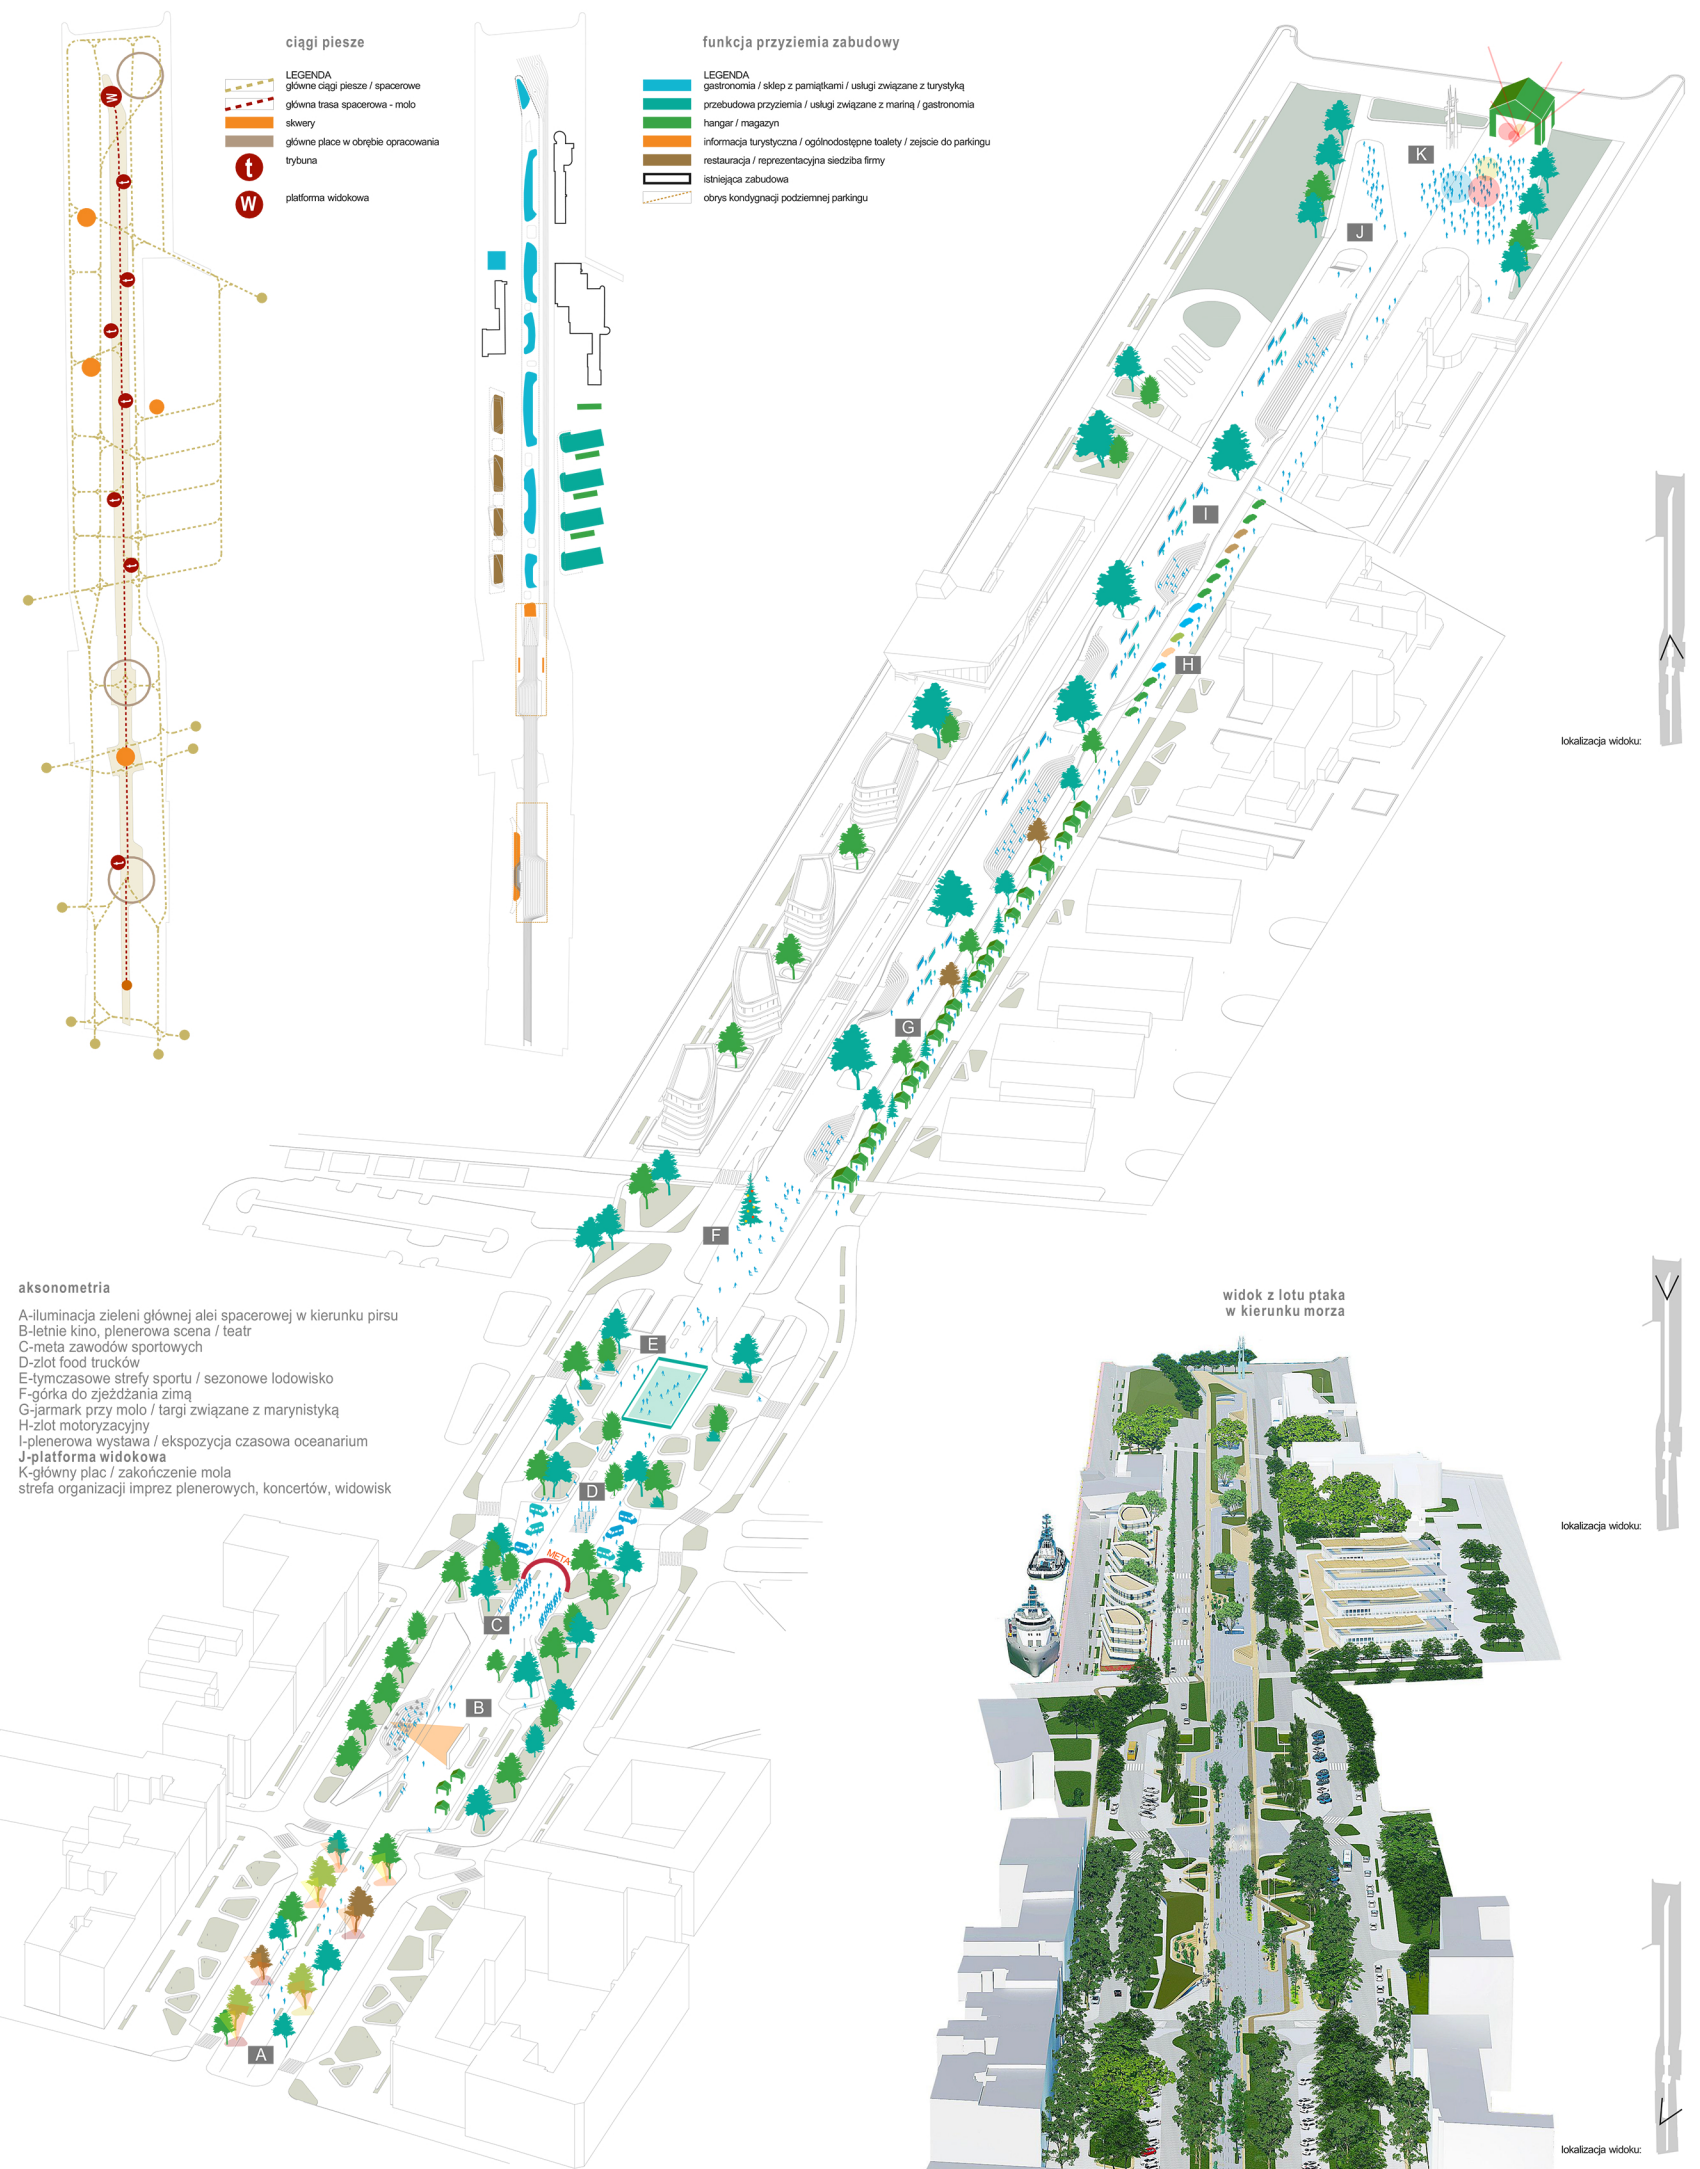 ciągi piesze
LEGENDA
główne ciągi piesze / spacerowe
główna trasa spacerowa - molo
skwery
główne place w obrębie opracowania
t
trybuna
W
platforma widokowa
W
t
t
t
t
t
t
t
funkcja przyziemia zabudowy
LEGENDA
gastronomia / sklep z pamiątkami / usługi związane z turystyką
przebudowa przyziemia / usługi związane z mariną / gastronomia
hangar / magazyn
informacja turystyczna / ogólnodostępne toalety / zejscie do parkingu
restauracja / reprezentacyjna siedziba firmy
istniejąca zabudowa
obrys kondygnacji podziemnej parkingu
K
J
I
H
lokalizacja widoku:
G
F
E
D
META
C
B
A
aksonometria
A-iluminacja zieleni głównej alei spacerowej w kierunku pirsu
B-letnie kino, plenerowa scena / teatr
C-meta zawodów sportowych
D-zlot food trucków
E-tymczasowe strefy sportu / sezonowe lodowisko
F-górka do zjeżdżania zimą
G-jarmark przy molo / targi związane z marynistyką
H-zlot motoryzacyjny
I-plenerowa wystawa / ekspozycja czasowa oceanarium
J-platforma widokowa
K-główny plac / zakończenie mola
strefa organizacji imprez plenerowych, koncertów, widowisk
widok z lotu ptaka
w kierunku morza
lokalizacja widoku:
lokalizacja widoku: